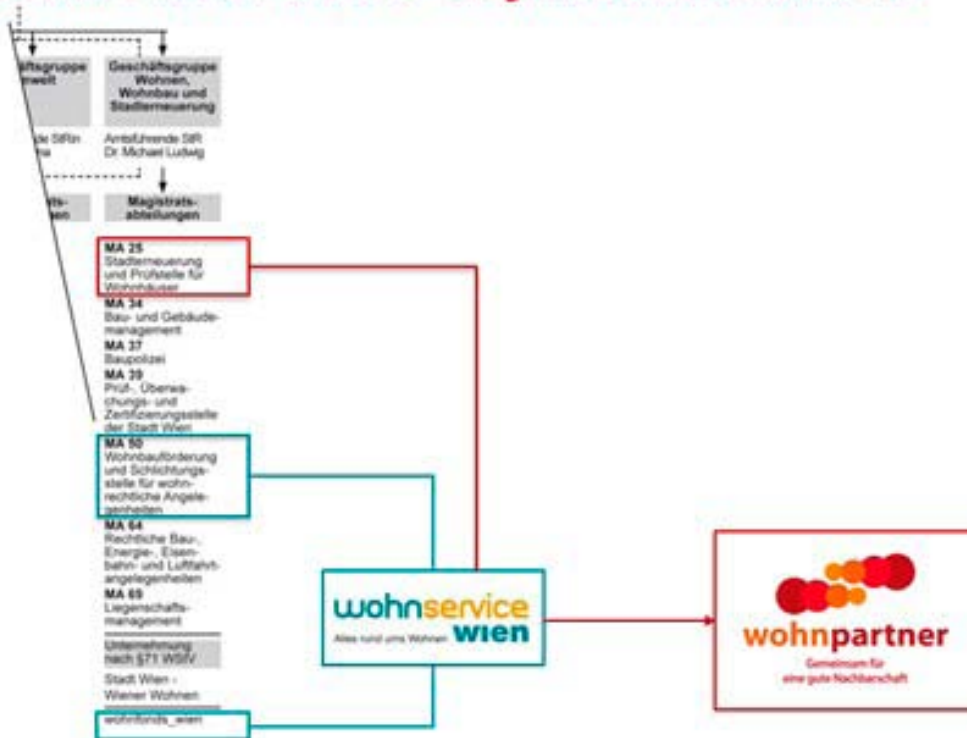 Geschäftsgruppe
Wohnen,
Wohnbau und
Stadterneuerung
de StRin
Amtsführende StR
Dr. Michael Ludwig
Magistrats-
abteilungen
MA 25
Stadterneuerung
und Prüfstelle für
Wohnhäuser
MA 34
Bau- und Gebäude-
management
MA 37
Baupolizei
MA 39
Prüf-, Überwa-
chungs- und
Zertifizierungsstelle
der Stadt Wien
MA 50
Wohnbauförderung
und Schlichtungs-
stelle für wohn-
rechtliche Angele-
genheiten
MA 64
Rechtliche Bau-,
Energie-, Eisen-
bahn- und Luftfahrt-
angelegenheiten
MA 69
Liegenschafts-
management
Unternehmung
nach §71 WStV
Stadt Wien -
Wiener Wohnen
wohnfonds_wien
wohnservice
Alles rund ums Wohnen wien
wohnpartner
Gemeinsam für
eine gute Nachbarschaft